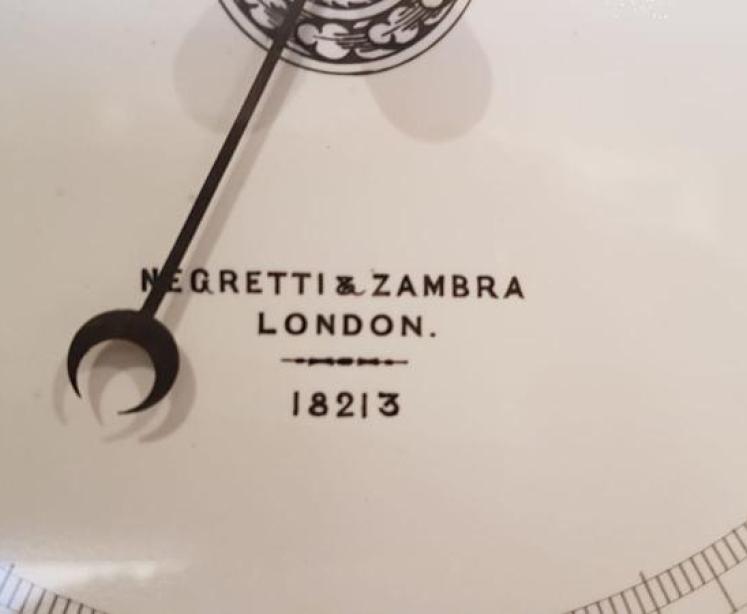 NEGRETTI & ZAMBRA
LONDON.
18213